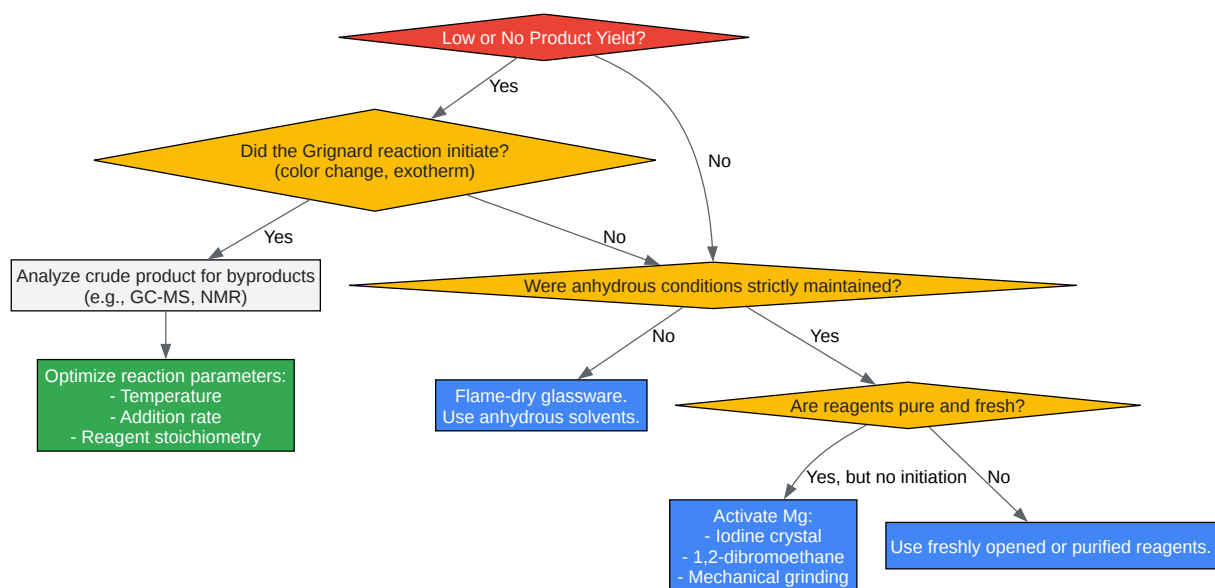 Low or No Product Yield?
Yes
Did the Grignard reaction initiate?
(color change, exotherm)
No
Yes
No
Analyze crude product for byproducts
(e.g., GC-MS, NMR)
Were anhydrous conditions strictly maintained?
No
Yes
Optimize reaction parameters:
- Temperature
- Addition rate
- Reagent stoichiometry
Flame-dry glassware.
Use anhydrous solvents.
Are reagents pure and fresh?
Yes, but no initiation
No
Activate Mg:
- Iodine crystal
- 1,2-dibromoethane
- Mechanical grinding
Use freshly opened or purified reagents.